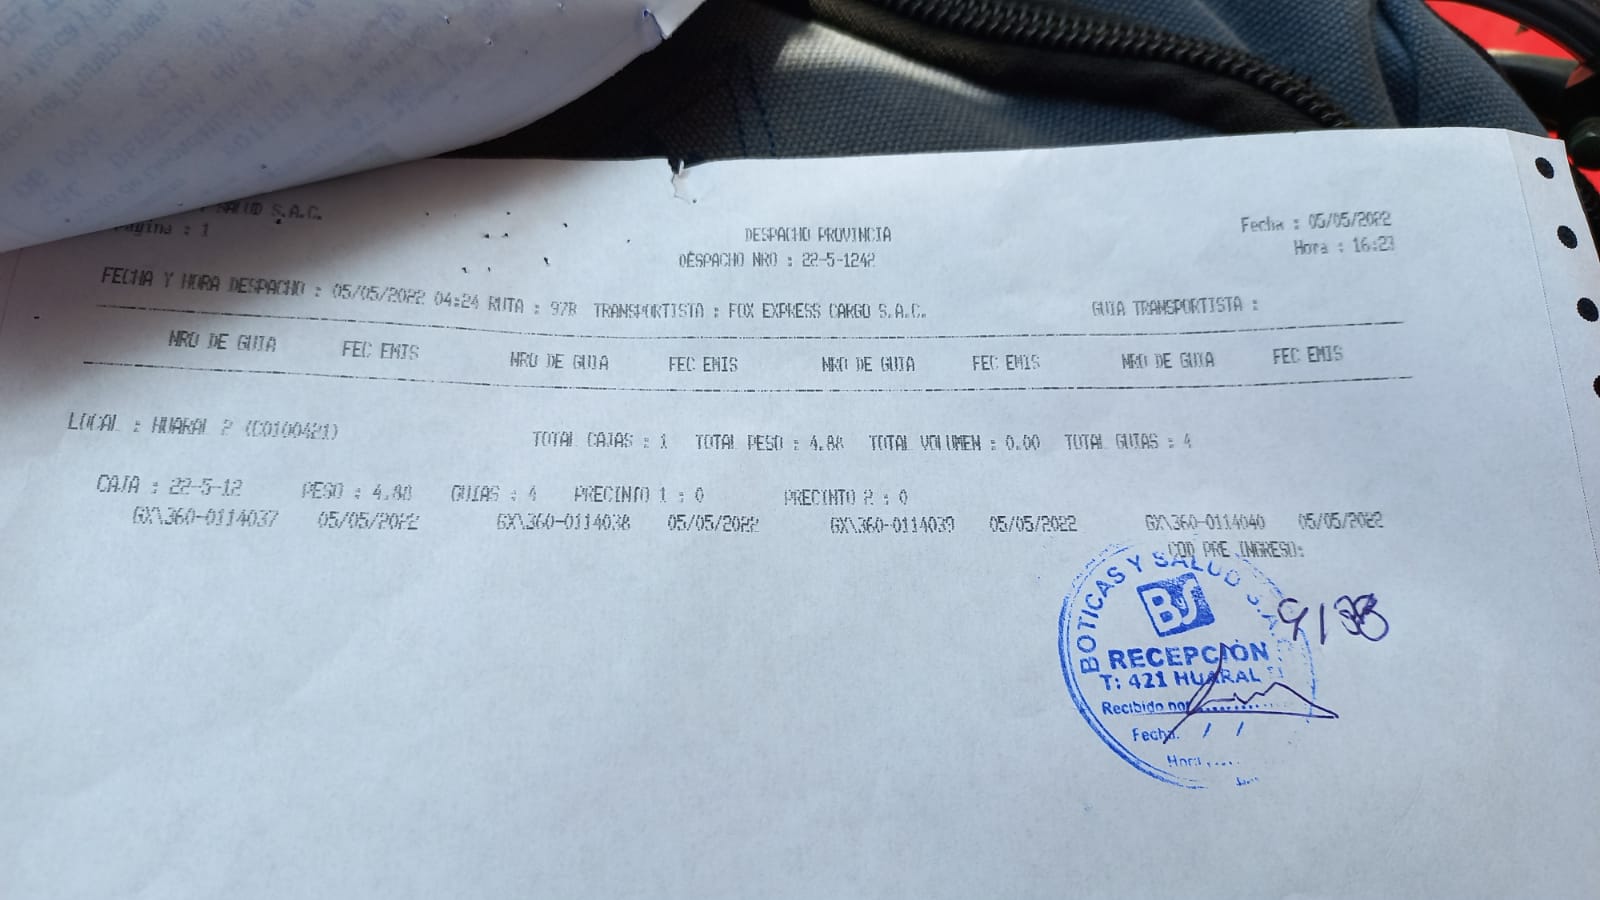 SALUD S.A.C.
Página : 1
Fecha : 05/05/2022
Hora : 16:23
DESPACHO PROVINCIA
DESPACHO NRO : 22-5-1242
FECHA Y HORA DESPACHO : 05/05/2022 04:24 RUTA : 97B TRANSPORTISTA : FOX EXPRESS CARGO S.A.C. GUIA TRANSPORTISTA :
NRO DE GUIA FEC EMIS NRO DE GUIA FEC EMIS NRO DE GUIA FEC EMIS NRO DE GUIA FEC EMIS
LOCAL : HUARAL 2 (C0100421) TOTAL CAJAS : 1 TOTAL PESO : 4.88 TOTAL VOLUMEN : 0.00 TOTAL GUIAS : 4
CAJA : 22-5-12 PESO : 4.88 GUIAS : 4 PRECINTO 1 : 0 PRECINTO 2 : 0
GX\360-0114037 05/05/2022 GX\360-0114038 05/05/2022 GX\360-0114039 05/05/2022 GX\360-0114040 05/05/2022
COD PRE INGRESO:
BOTICAS Y SALUD S.A.C.
BS
RECEPCIÓN
T: 421 HUARAL
Recibido por
Fecha: / /
Hora